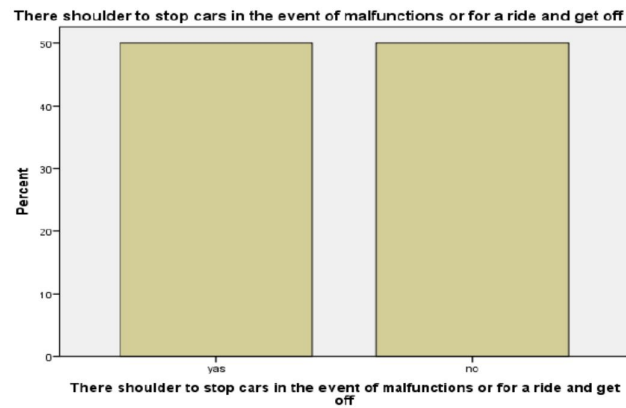 There shoulder to stop cars in the event of malfunctions or for a ride and get off
50
40
30
20
10
0
Percent
yas
no
There shoulder to stop cars in the event of malfunctions or for a ride and get
off